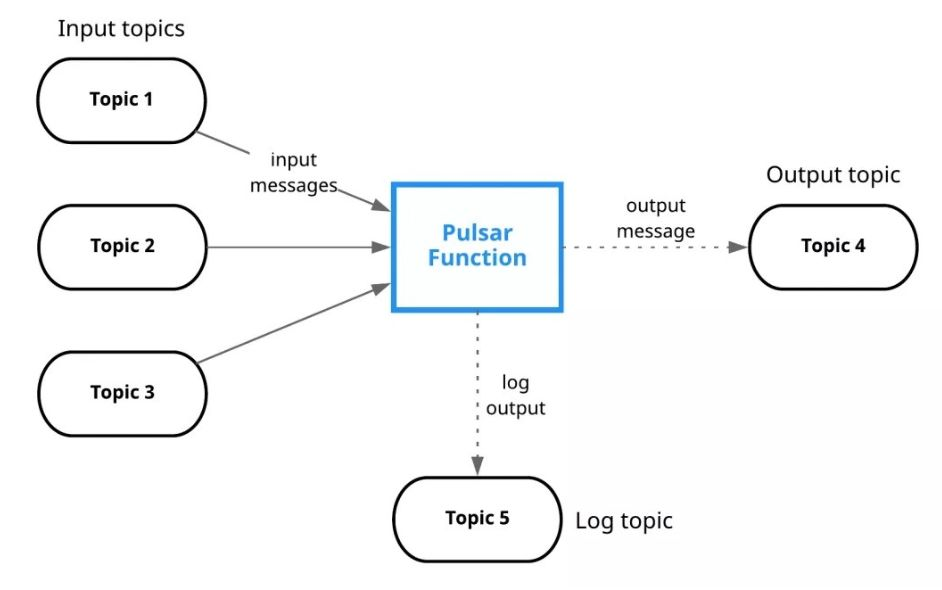 Input topics
Topic 1
input
messages
Topic 2
Topic 3
Pulsar
Function
output
message
Output topic
Topic 4
log
output
Topic 5
Log topic